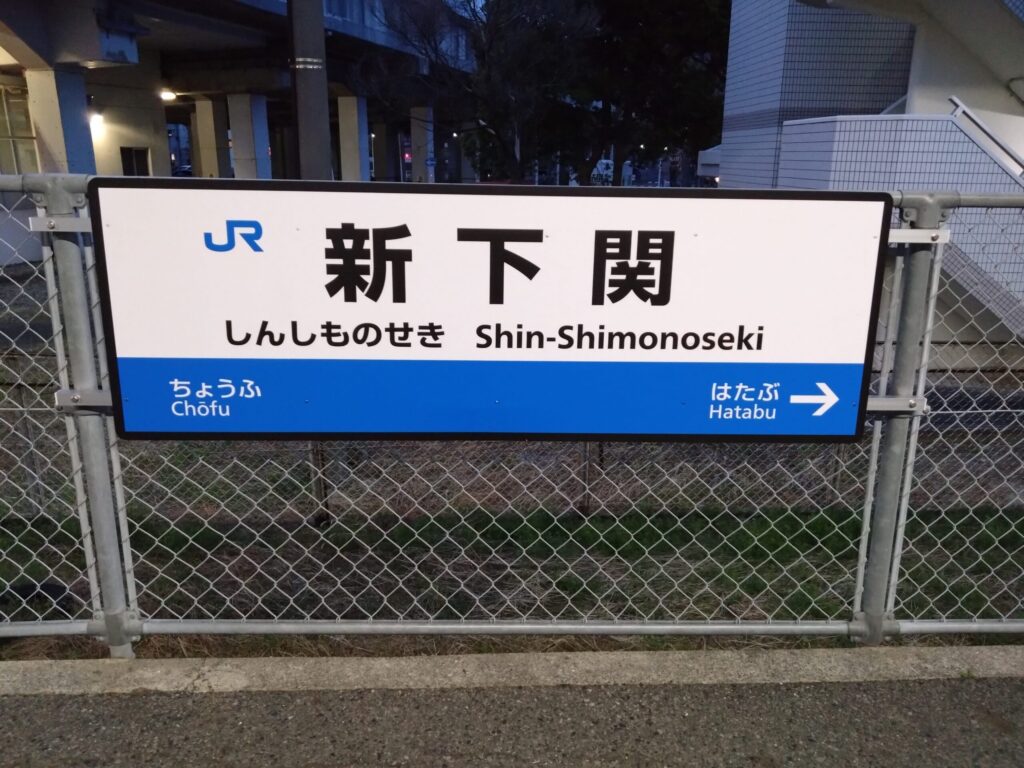 JR 新下関
しんしものせき Shin-Shimonoseki
ちょうふ はたぶ →
Chōfu Hatabu